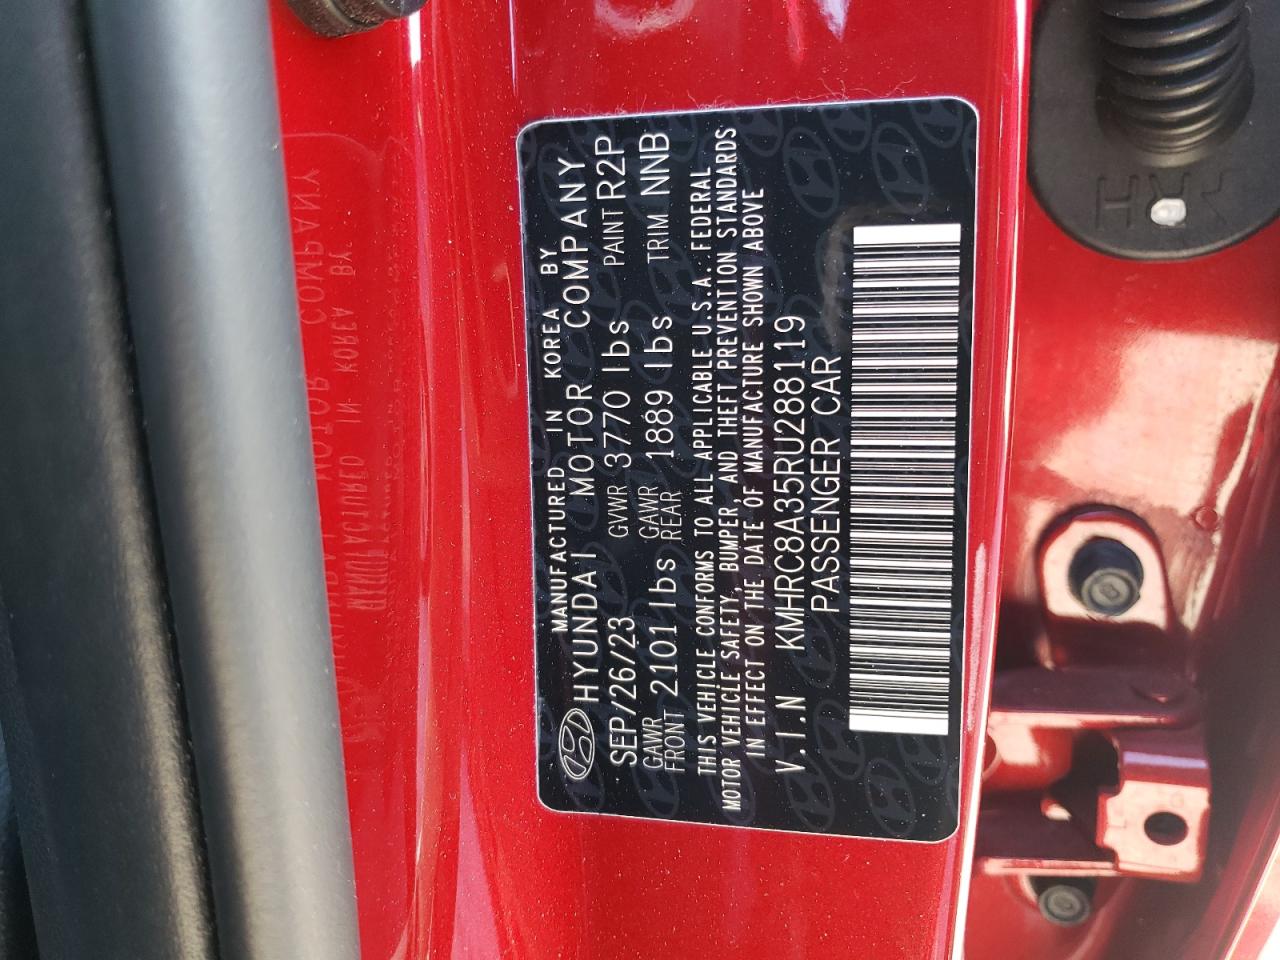 MANUFACTURED IN KOREA BY
HYUNDAI MOTOR COMPANY
SEP/26/23 GVWR 3770 lbs PAINT R2P
GAWR FRONT 2101 lbs GAWR REAR 1889 lbs TRIM NNB
THIS VEHICLE CONFORMS TO ALL APPLICABLE U.S.A. FEDERAL
MOTOR VEHICLE SAFETY, BUMPER, AND THEFT PREVENTION STANDARDS
IN EFFECT ON THE DATE OF MANUFACTURE SHOWN ABOVE
V.I.N KMHRC8A35RU288119
PASSENGER CAR